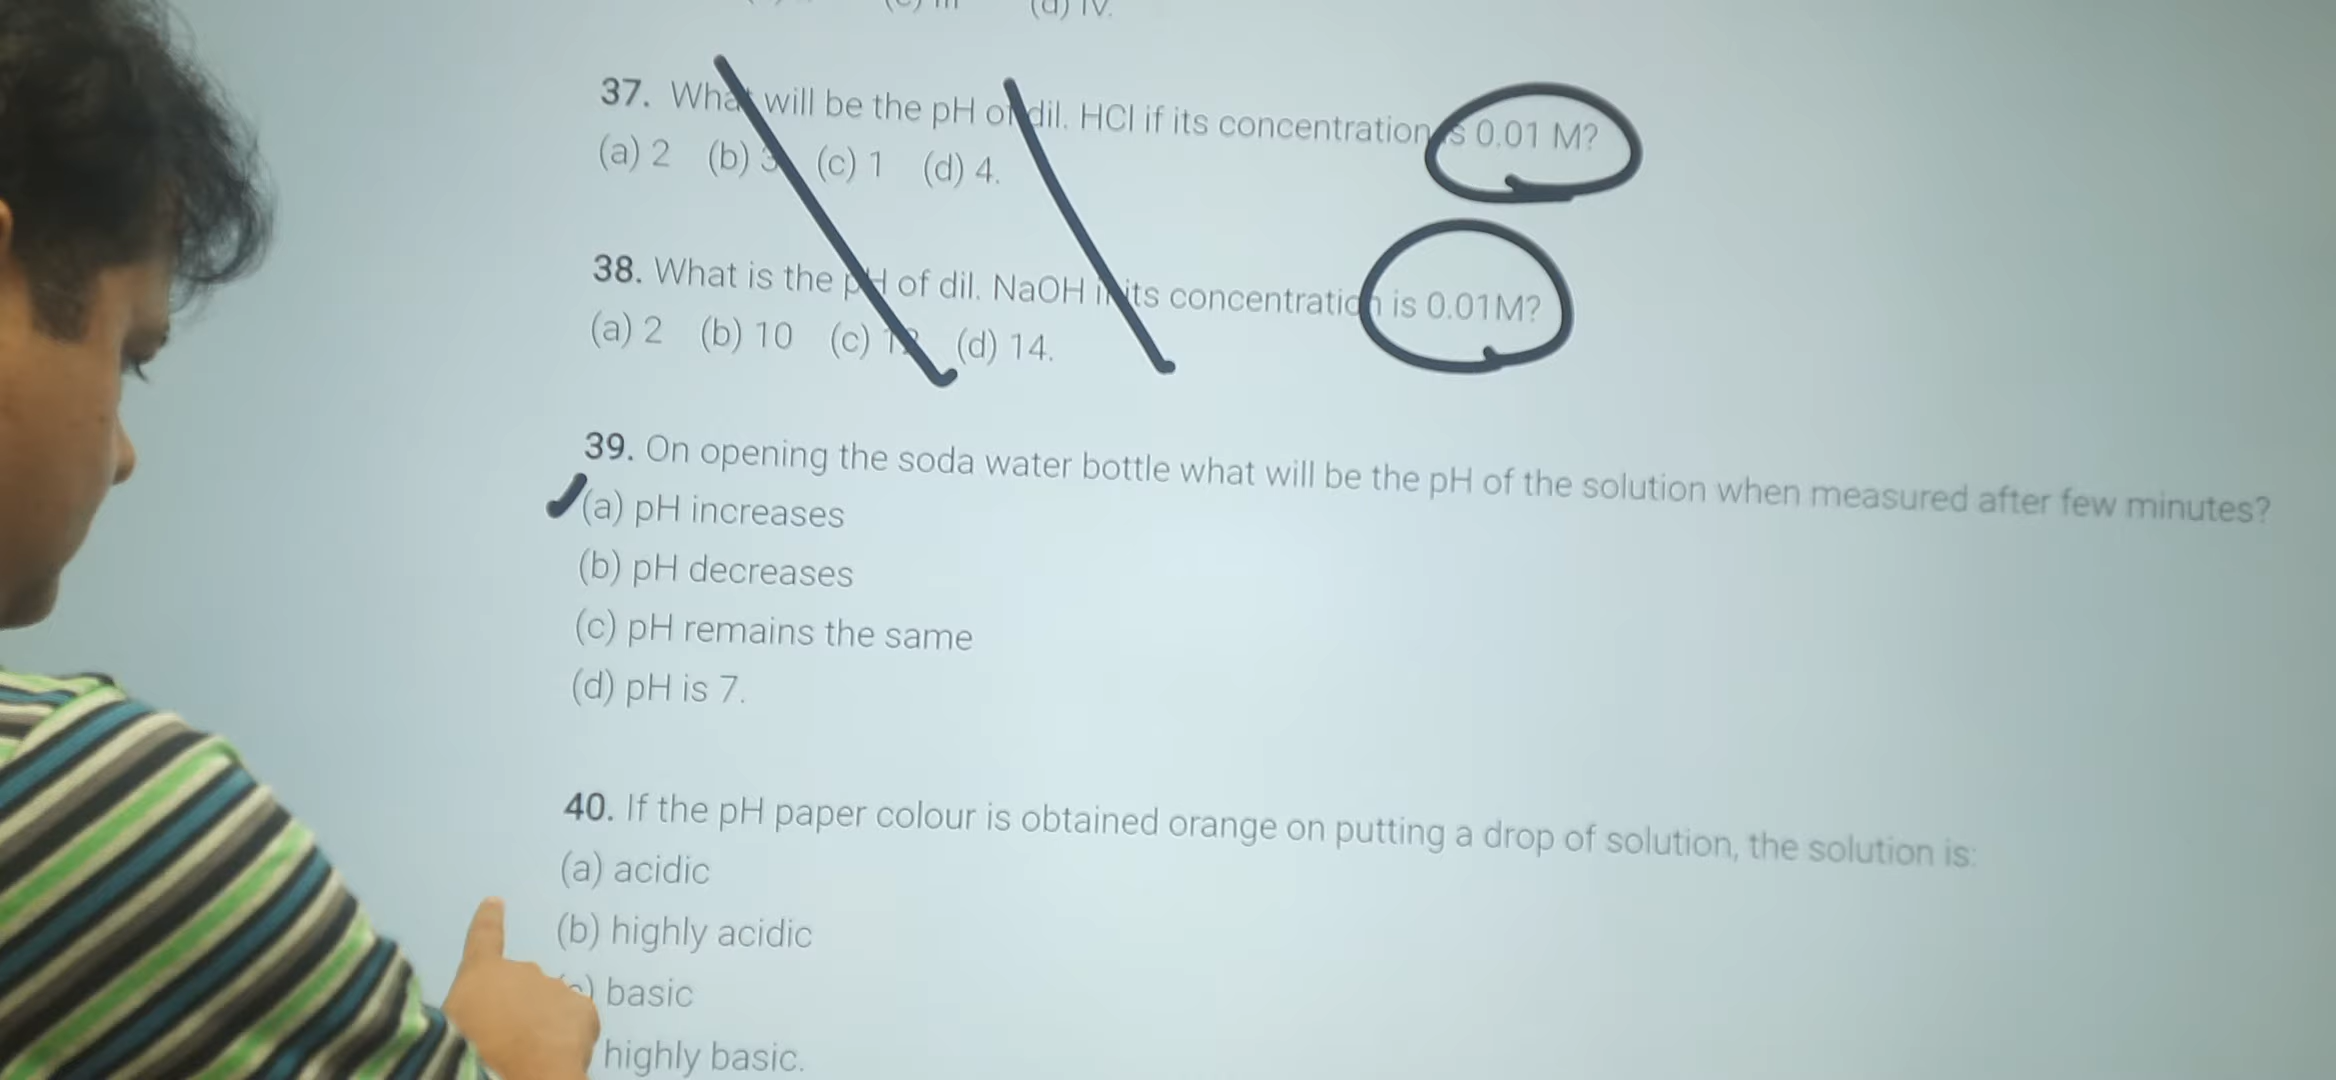 (c) iii (d) iv.
37. What will be the pH of dil. HCl if its concentration is 0.01 M?
(a) 2 (b) 3 (c) 1 (d) 4.
38. What is the pH of dil. NaOH if its concentration is 0.01M?
(a) 2 (b) 10 (c) 12 (d) 14.
39. On opening the soda water bottle what will be the pH of the solution when measured after few minutes?
(a) pH increases
(b) pH decreases
(c) pH remains the same
(d) pH is 7.
40. If the pH paper colour is obtained orange on putting a drop of solution, the solution is:
(a) acidic
(b) highly acidic
) basic
highly basic.